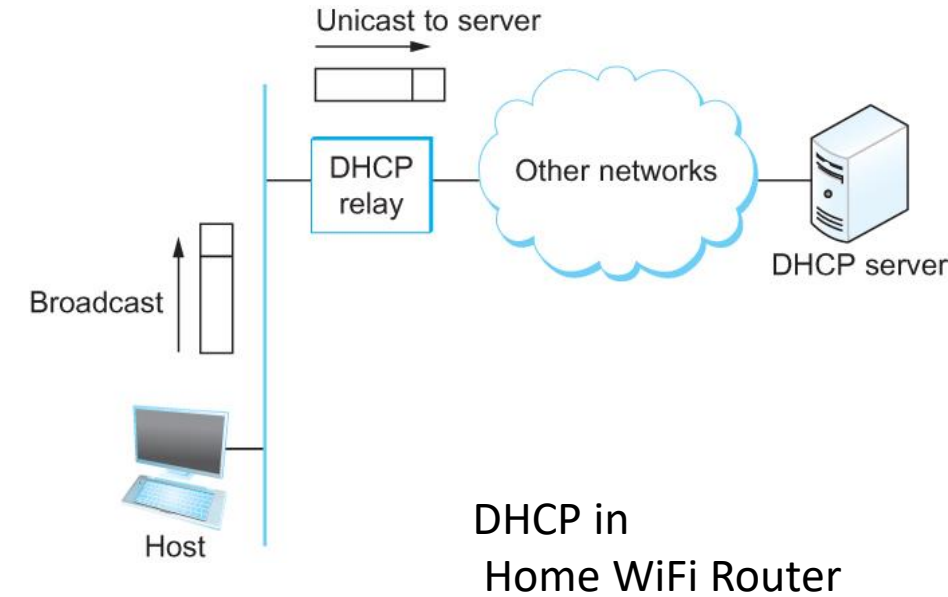 Unicast to server
DHCP
relay
Other networks
DHCP server
Broadcast
Host
DHCP in
Home WiFi Router